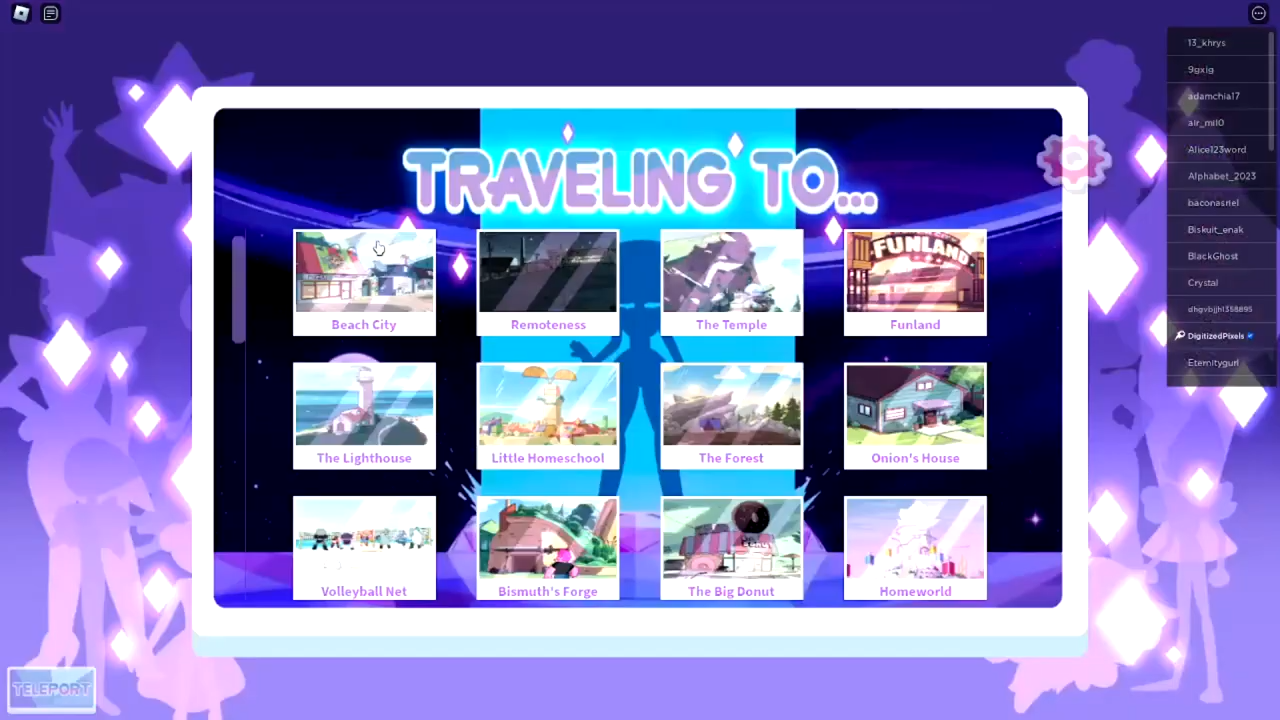 TRAVELING TO...
FUNLAND
Beach City
Remoteness
The Temple
Funland
The Lighthouse
Little Homeschool
The Forest
Onion's House
Volleyball Net
Bismuth's Forge
The Big Donut
Homeworld
TELEPORT
13_khrys
9gxig
adamchia17
air_mil0
Alice123word
Alphabet_2023
baconasriel
Biskuit_enak
BlackGhost
Crystal
DigitizedPixels
Eternitygurl